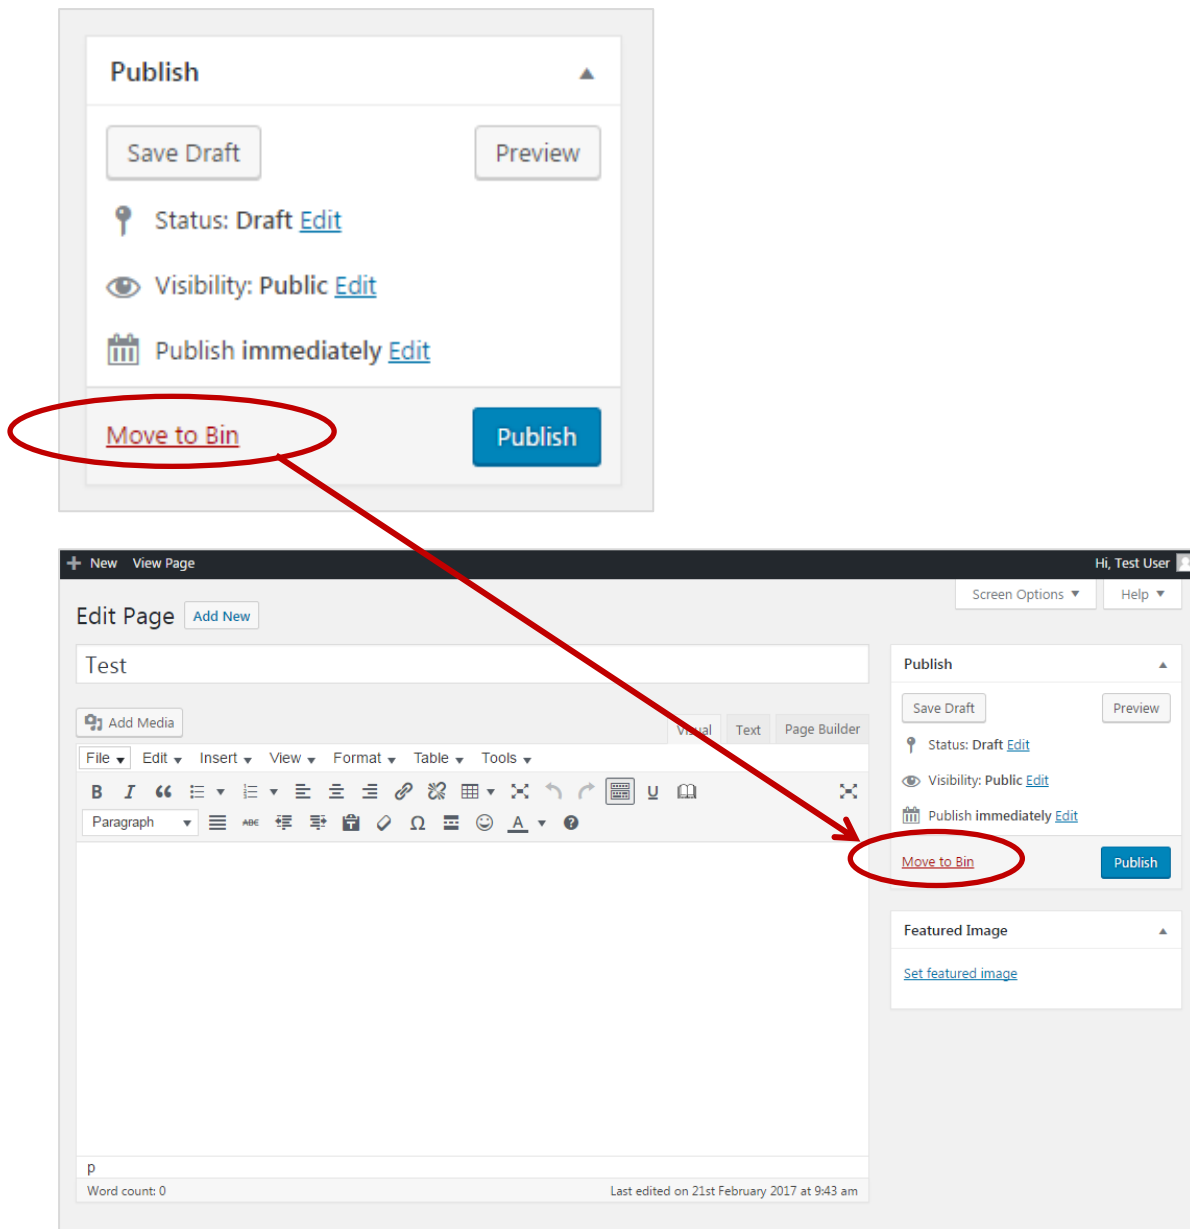 Publish
Save Draft Preview
Status: Draft Edit
Visibility: Public Edit
Publish immediately Edit
Move to Bin Publish
New View Page Hi, Test User
Screen Options Help
Edit Page Add New
Test
Add Media Visual Text Page Builder
File Edit Insert View Format Table Tools
B I U
Paragraph ABC Ω A
p
Word count: 0 Last edited on 21st February 2017 at 9:43 am
Publish
Save Draft Preview
Status: Draft Edit
Visibility: Public Edit
Publish immediately Edit
Move to Bin Publish
Featured Image
Set featured image